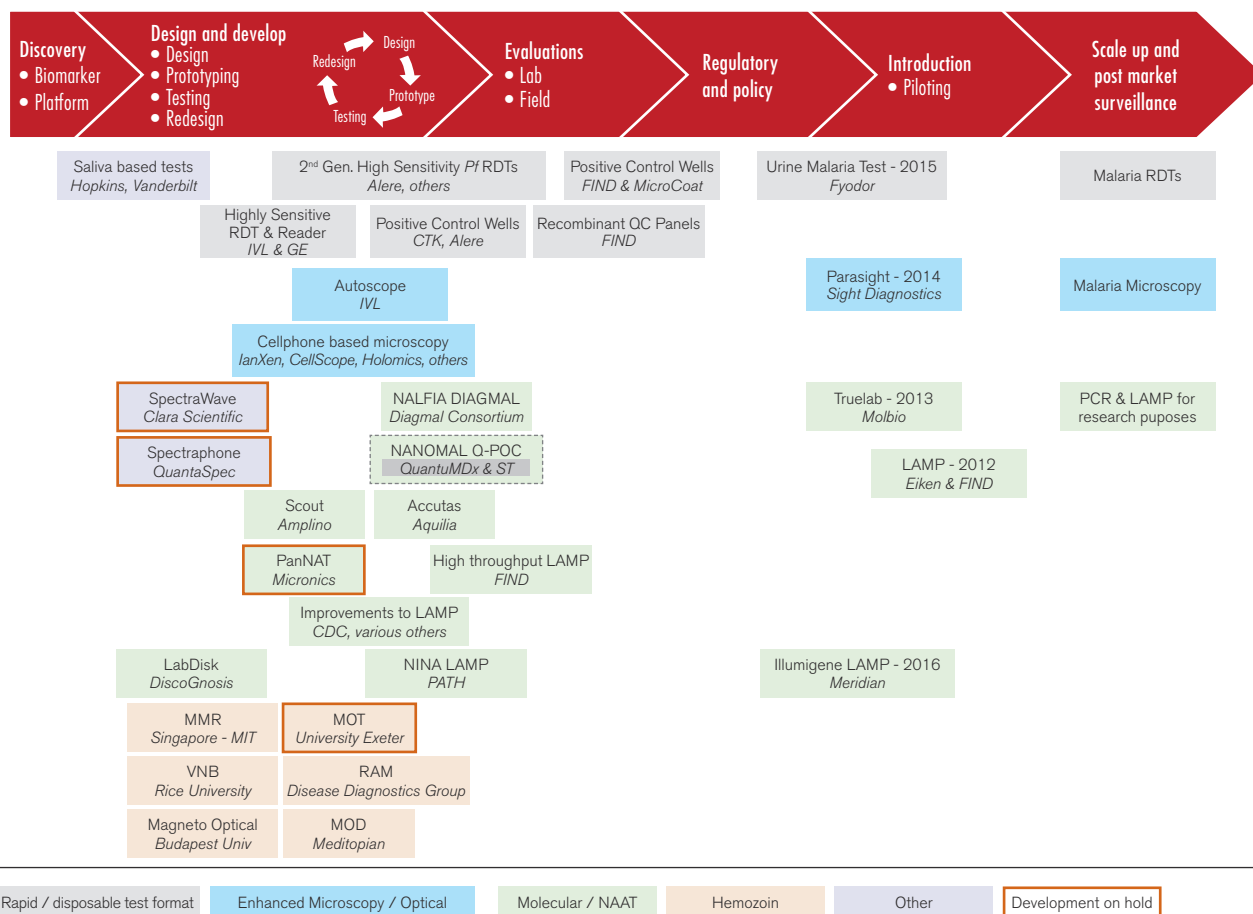 Discovery
• Biomarker
• Platform
Design and develop
• Design
• Prototyping
• Testing
• Redesign
Design
Prototype
Testing
Redesign
Evaluations
• Lab
• Field
Regulatory
and policy
Introduction
• Piloting
Scale up and
post market
surveillance
Saliva based tests
Hopkins, Vanderbilt
2nd Gen. High Sensitivity Pf RDTs
Alere, others
Positive Control Wells
FIND & MicroCoat
Urine Malaria Test - 2015
Fyodor
Malaria RDTs
Highly Sensitive
RDT & Reader
IVL & GE
Positive Control Wells
CTK, Alere
Recombinant QC Panels
FIND
Autoscope
IVL
Parasight - 2014
Sight Diagnostics
Malaria Microscopy
Cellphone based microscopy
IanXen, CellScope, Holomics, others
SpectraWave
Clara Scientific
NALFIA DIAGMAL
Diagmal Consortium
Truelab - 2013
Molbio
PCR & LAMP for
research puposes
Spectraphone
QuantaSpec
NANOMAL Q-POC
QuantuMDx & ST
LAMP - 2012
Eiken & FIND
Scout
Amplino
Accutas
Aquilia
PanNAT
Micronics
High throughput LAMP
FIND
Improvements to LAMP
CDC, various others
LabDisk
DiscoGnosis
NINA LAMP
PATH
Illumigene LAMP - 2016
Meridian
MMR
Singapore - MIT
MOT
University Exeter
VNB
Rice University
RAM
Disease Diagnostics Group
Magneto Optical
Budapest Univ
MOD
Meditopian
Rapid / disposable test format
Enhanced Microscopy / Optical
Molecular / NAAT
Hemozoin
Other
Development on hold